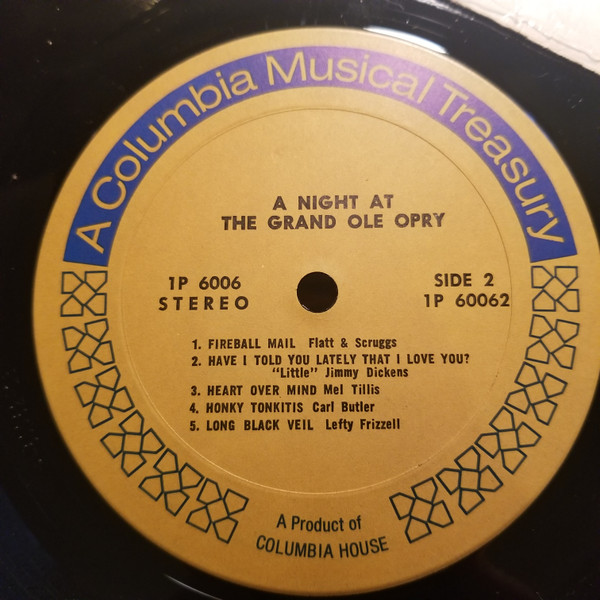 A Columbia Musical Treasury
A NIGHT AT
THE GRAND OLE OPRY
1P 6006
STEREO
SIDE 2
1P 60062
1. FIREBALL MAIL Flatt & Scruggs
2. HAVE I TOLD YOU LATELY THAT I LOVE YOU?
"Little" Jimmy Dickens
3. HEART OVER MIND Mel Tillis
4. HONKY TONKITIS Carl Butler
5. LONG BLACK VEIL Lefty Frizzell
A Product of
COLUMBIA HOUSE